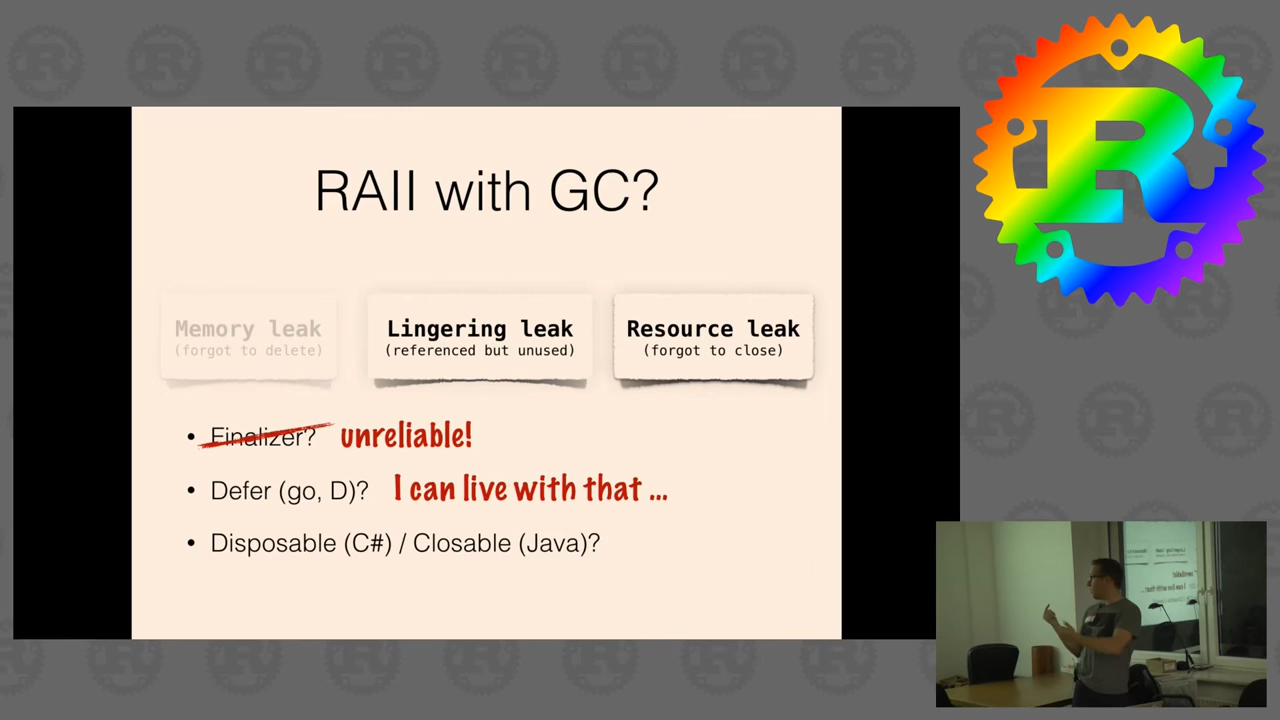 RAII with GC?
Memory leak
(forgot to delete)
Lingering leak
(referenced but unused)
Resource leak
(forgot to close)
• Finalizer? unreliable!
• Defer (go, D)? I can live with that ...
• Disposable (C#) / Closable (Java)?
R